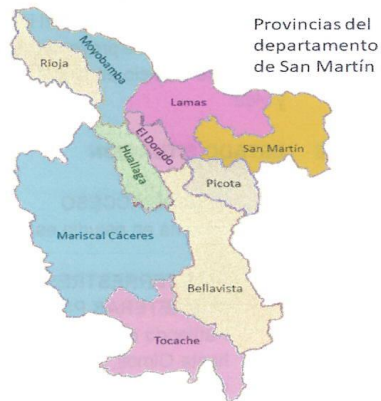 Provincias del
departamento
de San Martín
Moyobamba
Rioja
Lamas
El Dorado
San Martín
Huallaga
Picota
Mariscal Cáceres
Bellavista
Tocache